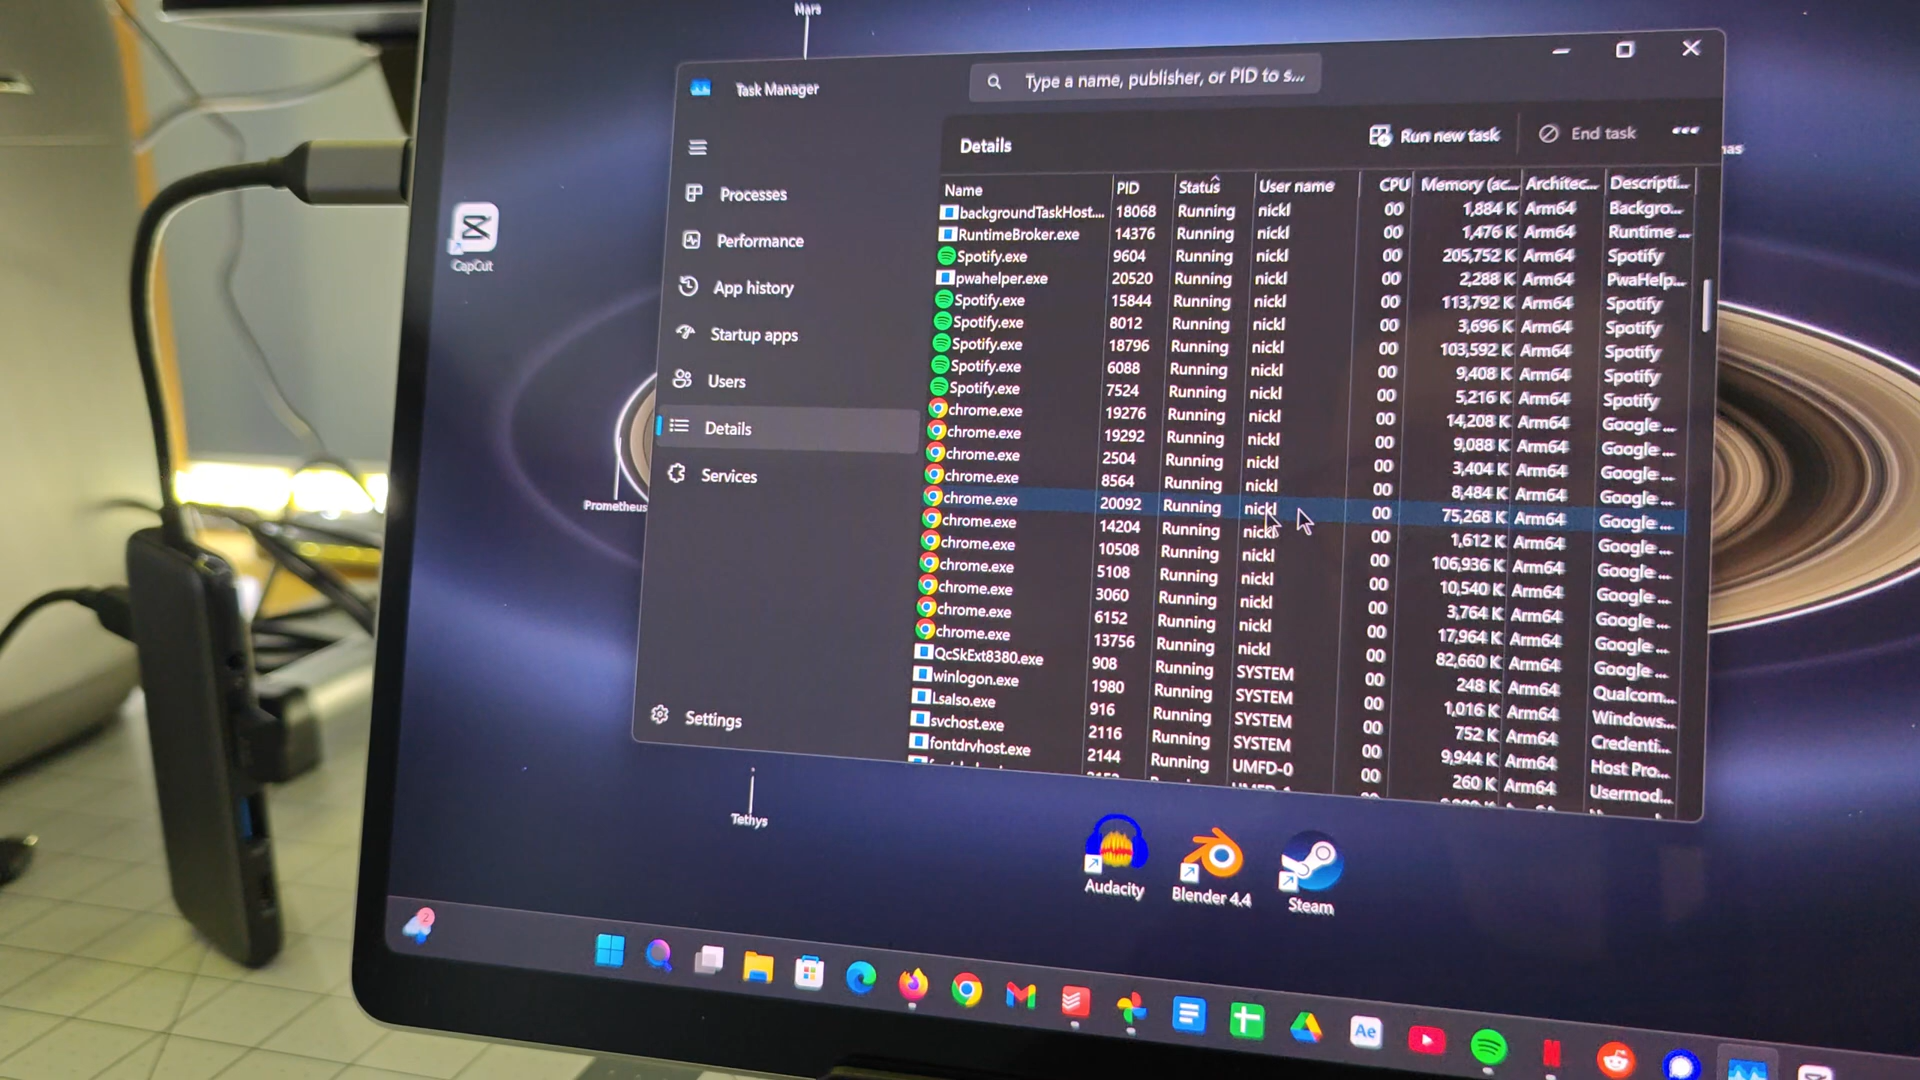 Mars
Task Manager
Type a name, publisher, or PID to s...
Details
Run new task
End task
Processes
Performance
App history
Startup apps
Users
Details
Services
Settings
Name PID Status User name CPU Memory (ac... Architec... Descripti...
backgroundTaskHost.... 18068 Running nickl 00 1,884 K Arm64 Backgro...
RuntimeBroker.exe 14376 Running nickl 00 1,476 K Arm64 Runtime ...
Spotify.exe 9604 Running nickl 00 205,752 K Arm64 Spotify
pwahelper.exe 20520 Running nickl 00 2,288 K Arm64 PwaHelp...
Spotify.exe 15844 Running nickl 00 113,792 K Arm64 Spotify
Spotify.exe 8012 Running nickl 00 3,696 K Arm64 Spotify
Spotify.exe 18796 Running nickl 00 103,592 K Arm64 Spotify
Spotify.exe 6088 Running nickl 00 9,408 K Arm64 Spotify
Spotify.exe 7524 Running nickl 00 5,216 K Arm64 Spotify
chrome.exe 19276 Running nickl 00 14,208 K Arm64 Google ...
chrome.exe 19292 Running nickl 00 9,088 K Arm64 Google ...
chrome.exe 2504 Running nickl 00 3,404 K Arm64 Google ...
chrome.exe 8564 Running nickl 00 8,484 K Arm64 Google ...
chrome.exe 20092 Running nickl 00 75,268 K Arm64 Google ...
chrome.exe 14204 Running nickl 00 1,612 K Arm64 Google ...
chrome.exe 10508 Running nickl 00 106,936 K Arm64 Google ...
chrome.exe 5108 Running nickl 00 10,540 K Arm64 Google ...
chrome.exe 3060 Running nickl 00 3,764 K Arm64 Google ...
chrome.exe 6152 Running nickl 00 17,964 K Arm64 Google ...
chrome.exe 13756 Running nickl 00 82,660 K Arm64 Google ...
QcSkExt8380.exe 908 Running SYSTEM 00 248 K Arm64 Qualcom...
winlogon.exe 1980 Running SYSTEM 00 1,016 K Arm64 Windows...
Lsalso.exe 916 Running SYSTEM 00 752 K Arm64 Credenti...
svchost.exe 2116 Running SYSTEM 00 9,944 K Arm64 Host Pro...
fontdrvhost.exe 2144 Running UMFD-0 00 260 K Arm64 Usermod...
CapCut
Prometheus
Tethys
Audacity
Blender 4.4
Steam
2
Ae